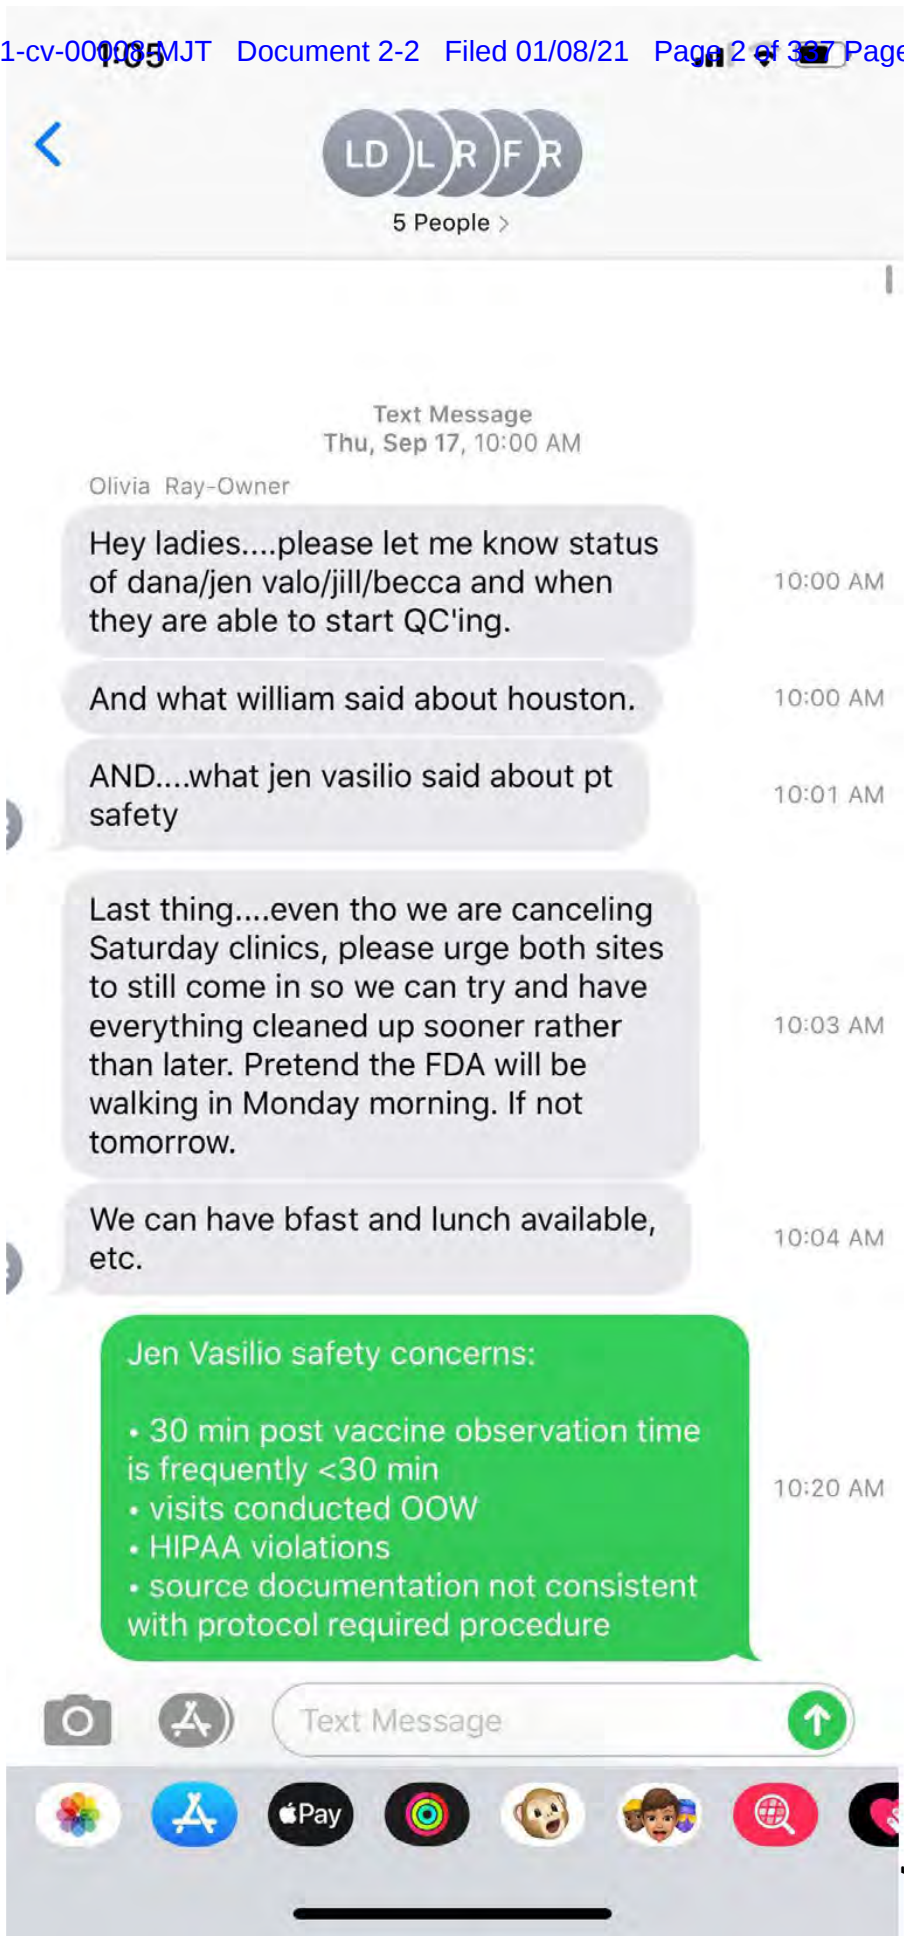 1-cv-00008-MJT Document 2-2 Filed 01/08/21 Page 2 of 337 Page
1:05
LD L R F R
5 People >
Text Message
Thu, Sep 17, 10:00 AM
Olivia Ray-Owner
Hey ladies....please let me know status
of dana/jen valo/jill/becca and when
they are able to start QC'ing.
10:00 AM
And what william said about houston.
10:00 AM
AND....what jen vasilio said about pt
safety
10:01 AM
Last thing....even tho we are canceling
Saturday clinics, please urge both sites
to still come in so we can try and have
everything cleaned up sooner rather
than later. Pretend the FDA will be
walking in Monday morning. If not
tomorrow.
10:03 AM
We can have bfast and lunch available,
etc.
10:04 AM
Jen Vasilio safety concerns:
• 30 min post vaccine observation time
is frequently <30 min
• visits conducted OOW
• HIPAA violations
• source documentation not consistent
with protocol required procedure
10:20 AM
Text Message
Pay